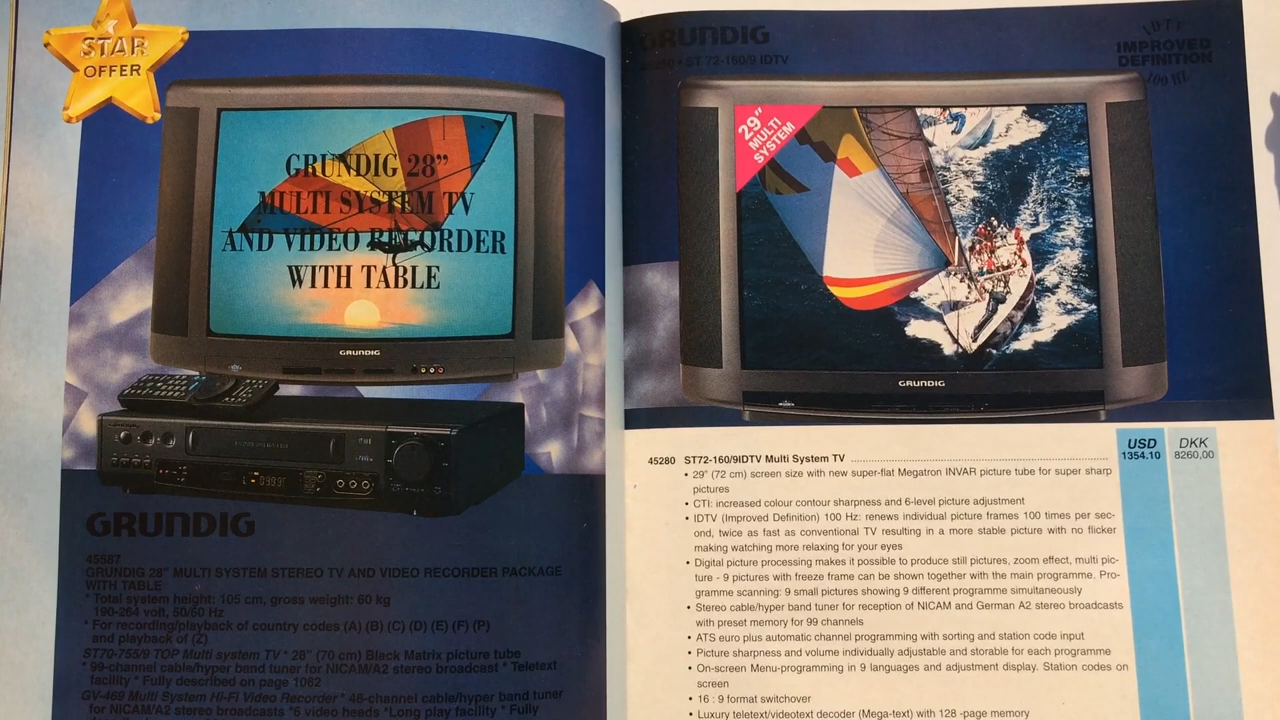 STAR
OFFER
GRUNDIG 28”
MULTI SYSTEM TV
AND VIDEO RECORDER
WITH TABLE
GRUNDIG
GRUNDIG
45587
GRUNDIG 28" MULTI SYSTEM STEREO TV AND VIDEO RECORDER PACKAGE
WITH TABLE
* Total system height: 105 cm, gross weight: 60 kg
190-264 volt, 50/60 Hz
* For recording/playback of country codes (A) (B) (C) (D) (E) (F) (P)
and playback of (Z)
ST70-755/9 TOP Multi system TV * 28" (70 cm) Black Matrix picture tube
* 99-channel cable/hyper band tuner for NICAM/A2 stereo broadcast * Teletext
facility * Fully described on page 1062
GV-469 Multi System Hi-Fi Video Recorder * 48-channel cable/hyper band tuner
for NICAM/A2 stereo broadcasts *6 video heads *Long play facility * Fully
GRUNDIG
• ST 72-160/9 IDTV
IDTV
IMPROVED
DEFINITION
100 HZ
29"
MULTI
SYSTEM
GRUNDIG
USD
1354.10
DKK
8260,00
45280 ST72-160/9IDTV Multi System TV
• 29" (72 cm) screen size with new super-flat Megatron INVAR picture tube for super sharp
pictures
• CTI: increased colour contour sharpness and 6-level picture adjustment
• IDTV (Improved Definition) 100 Hz: renews individual picture frames 100 times per sec-
ond, twice as fast as conventional TV resulting in a more stable picture with no flicker
making watching more relaxing for your eyes
• Digital picture processing makes it possible to produce still pictures, zoom effect, multi pic-
ture - 9 pictures with freeze frame can be shown together with the main programme. Pro-
gramme scanning: 9 small pictures showing 9 different programme simultaneously
• Stereo cable/hyper band tuner for reception of NICAM and German A2 stereo broadcasts
with preset memory for 99 channels
• ATS euro plus automatic channel programming with sorting and station code input
• Picture sharpness and volume individually adjustable and storable for each programme
• On-screen Menu-programming in 9 languages and adjustment display. Station codes on
screen
• 16 : 9 format switchover
• Luxury teletext/videotext decoder (Mega-text) with 128 -page memory